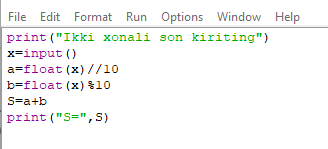 File Edit Format Run Options Window Help
print("Ikki xonali son kiriting")
x=input()
a=float(x)//10
b=float(x)%10
S=a+b
print("S=",S)